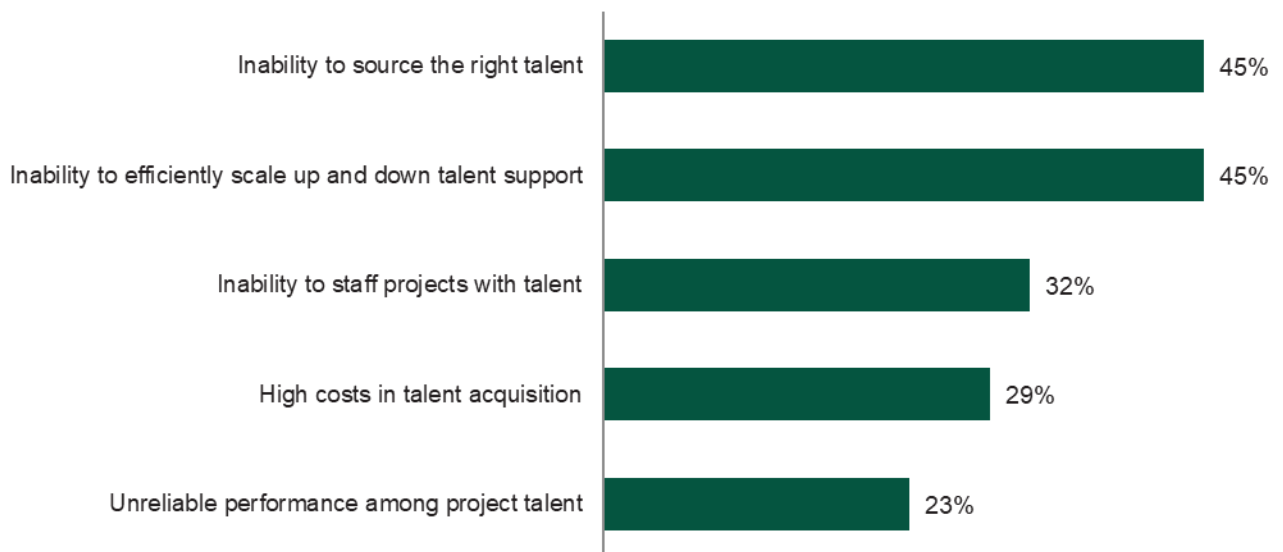 Inability to source the right talent 45%
Inability to efficiently scale up and down talent support 45%
Inability to staff projects with talent 32%
High costs in talent acquisition 29%
Unreliable performance among project talent 23%